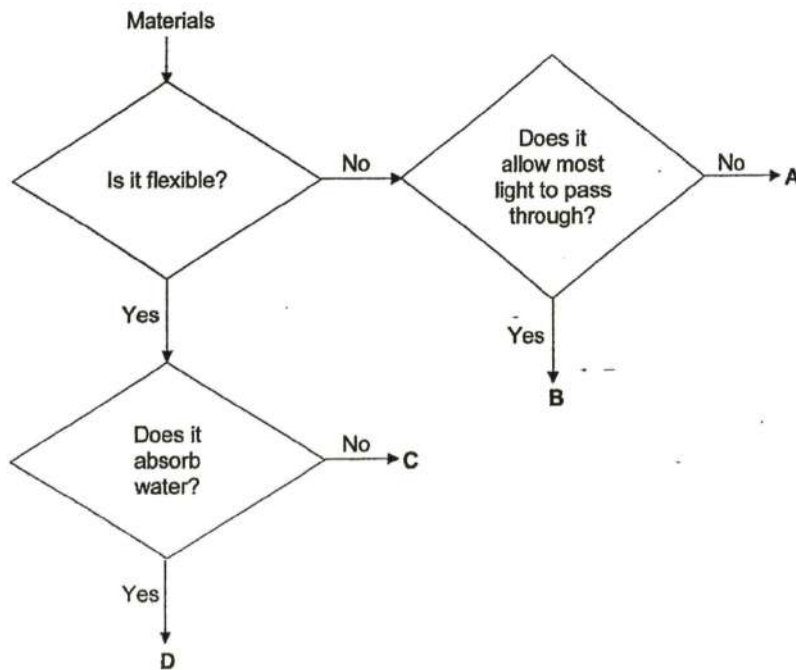 Materials
Is it flexible?
No
Does it
allow most
light to pass
through?
No
A
Yes
Yes
B
Does it
absorb
water?
No
C
Yes
D